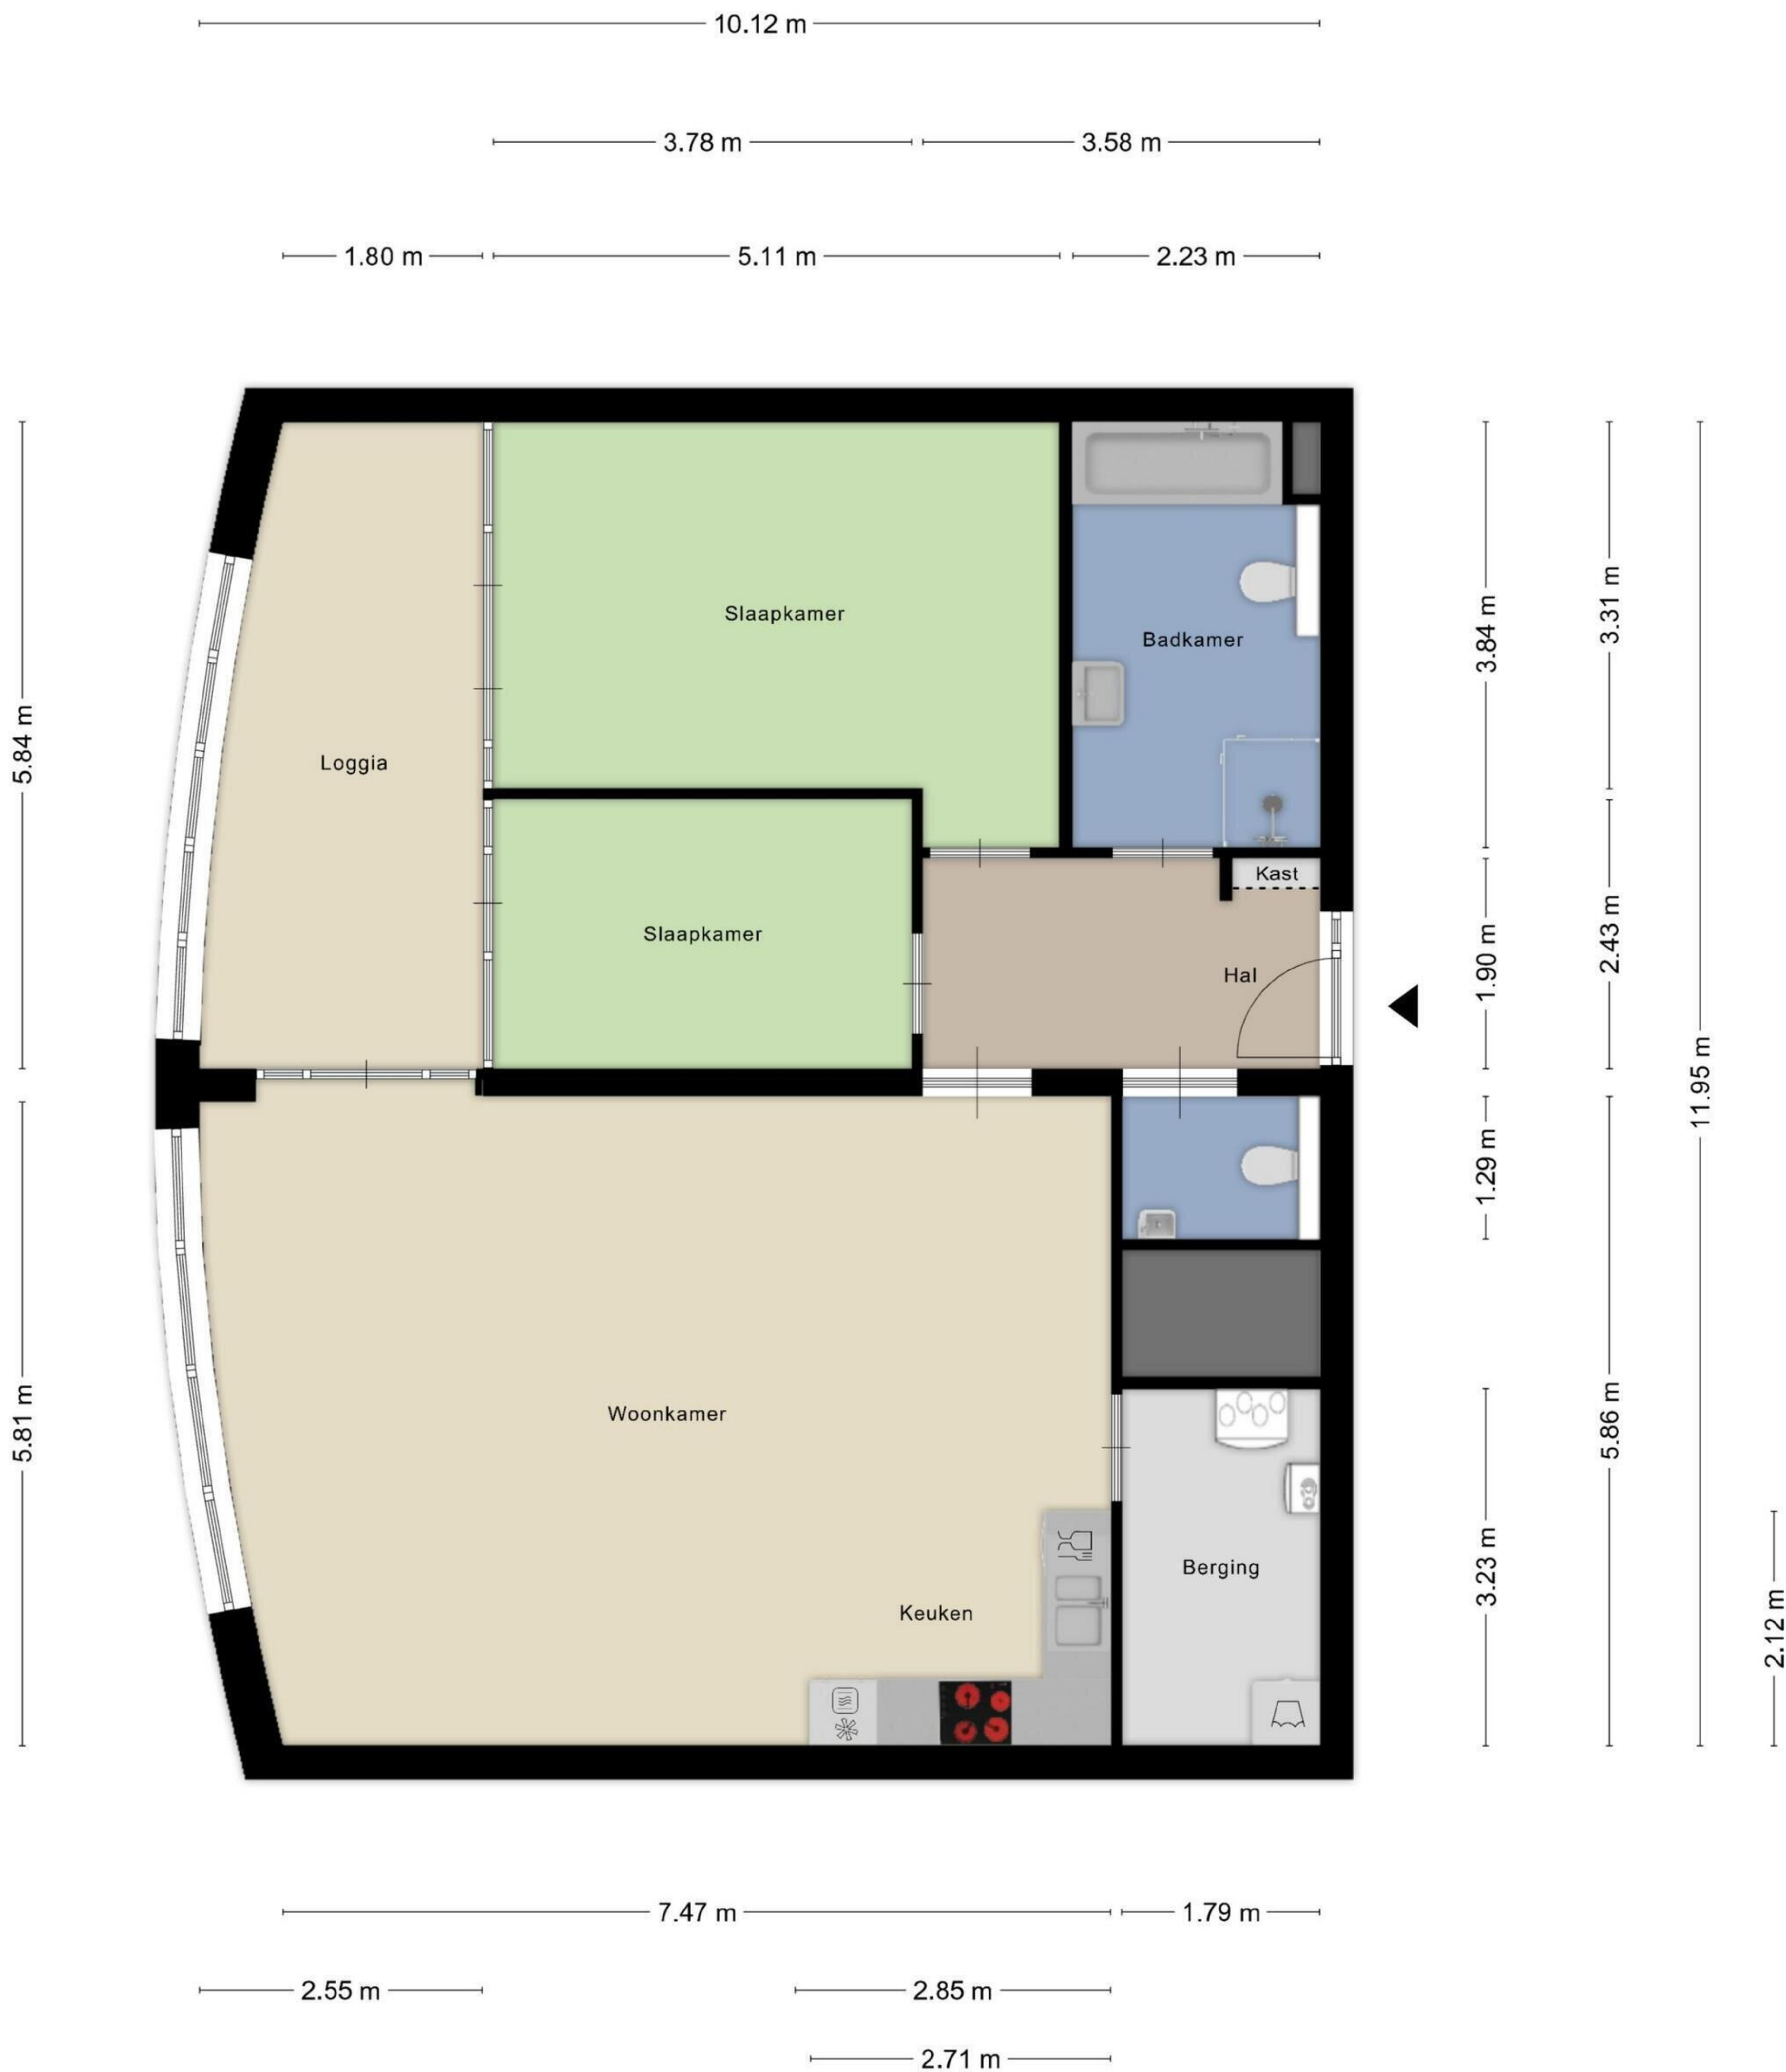 10.12 m
3.78 m
3.58 m
1.80 m
5.11 m
2.23 m
Slaapkamer
Badkamer
Loggia
Kast
Slaapkamer
Hal
Woonkamer
Berging
Keuken
5.84 m
5.81 m
3.84 m
3.31 m
1.90 m
2.43 m
11.95 m
1.29 m
5.86 m
3.23 m
2.12 m
7.47 m
1.79 m
2.55 m
2.85 m
2.71 m